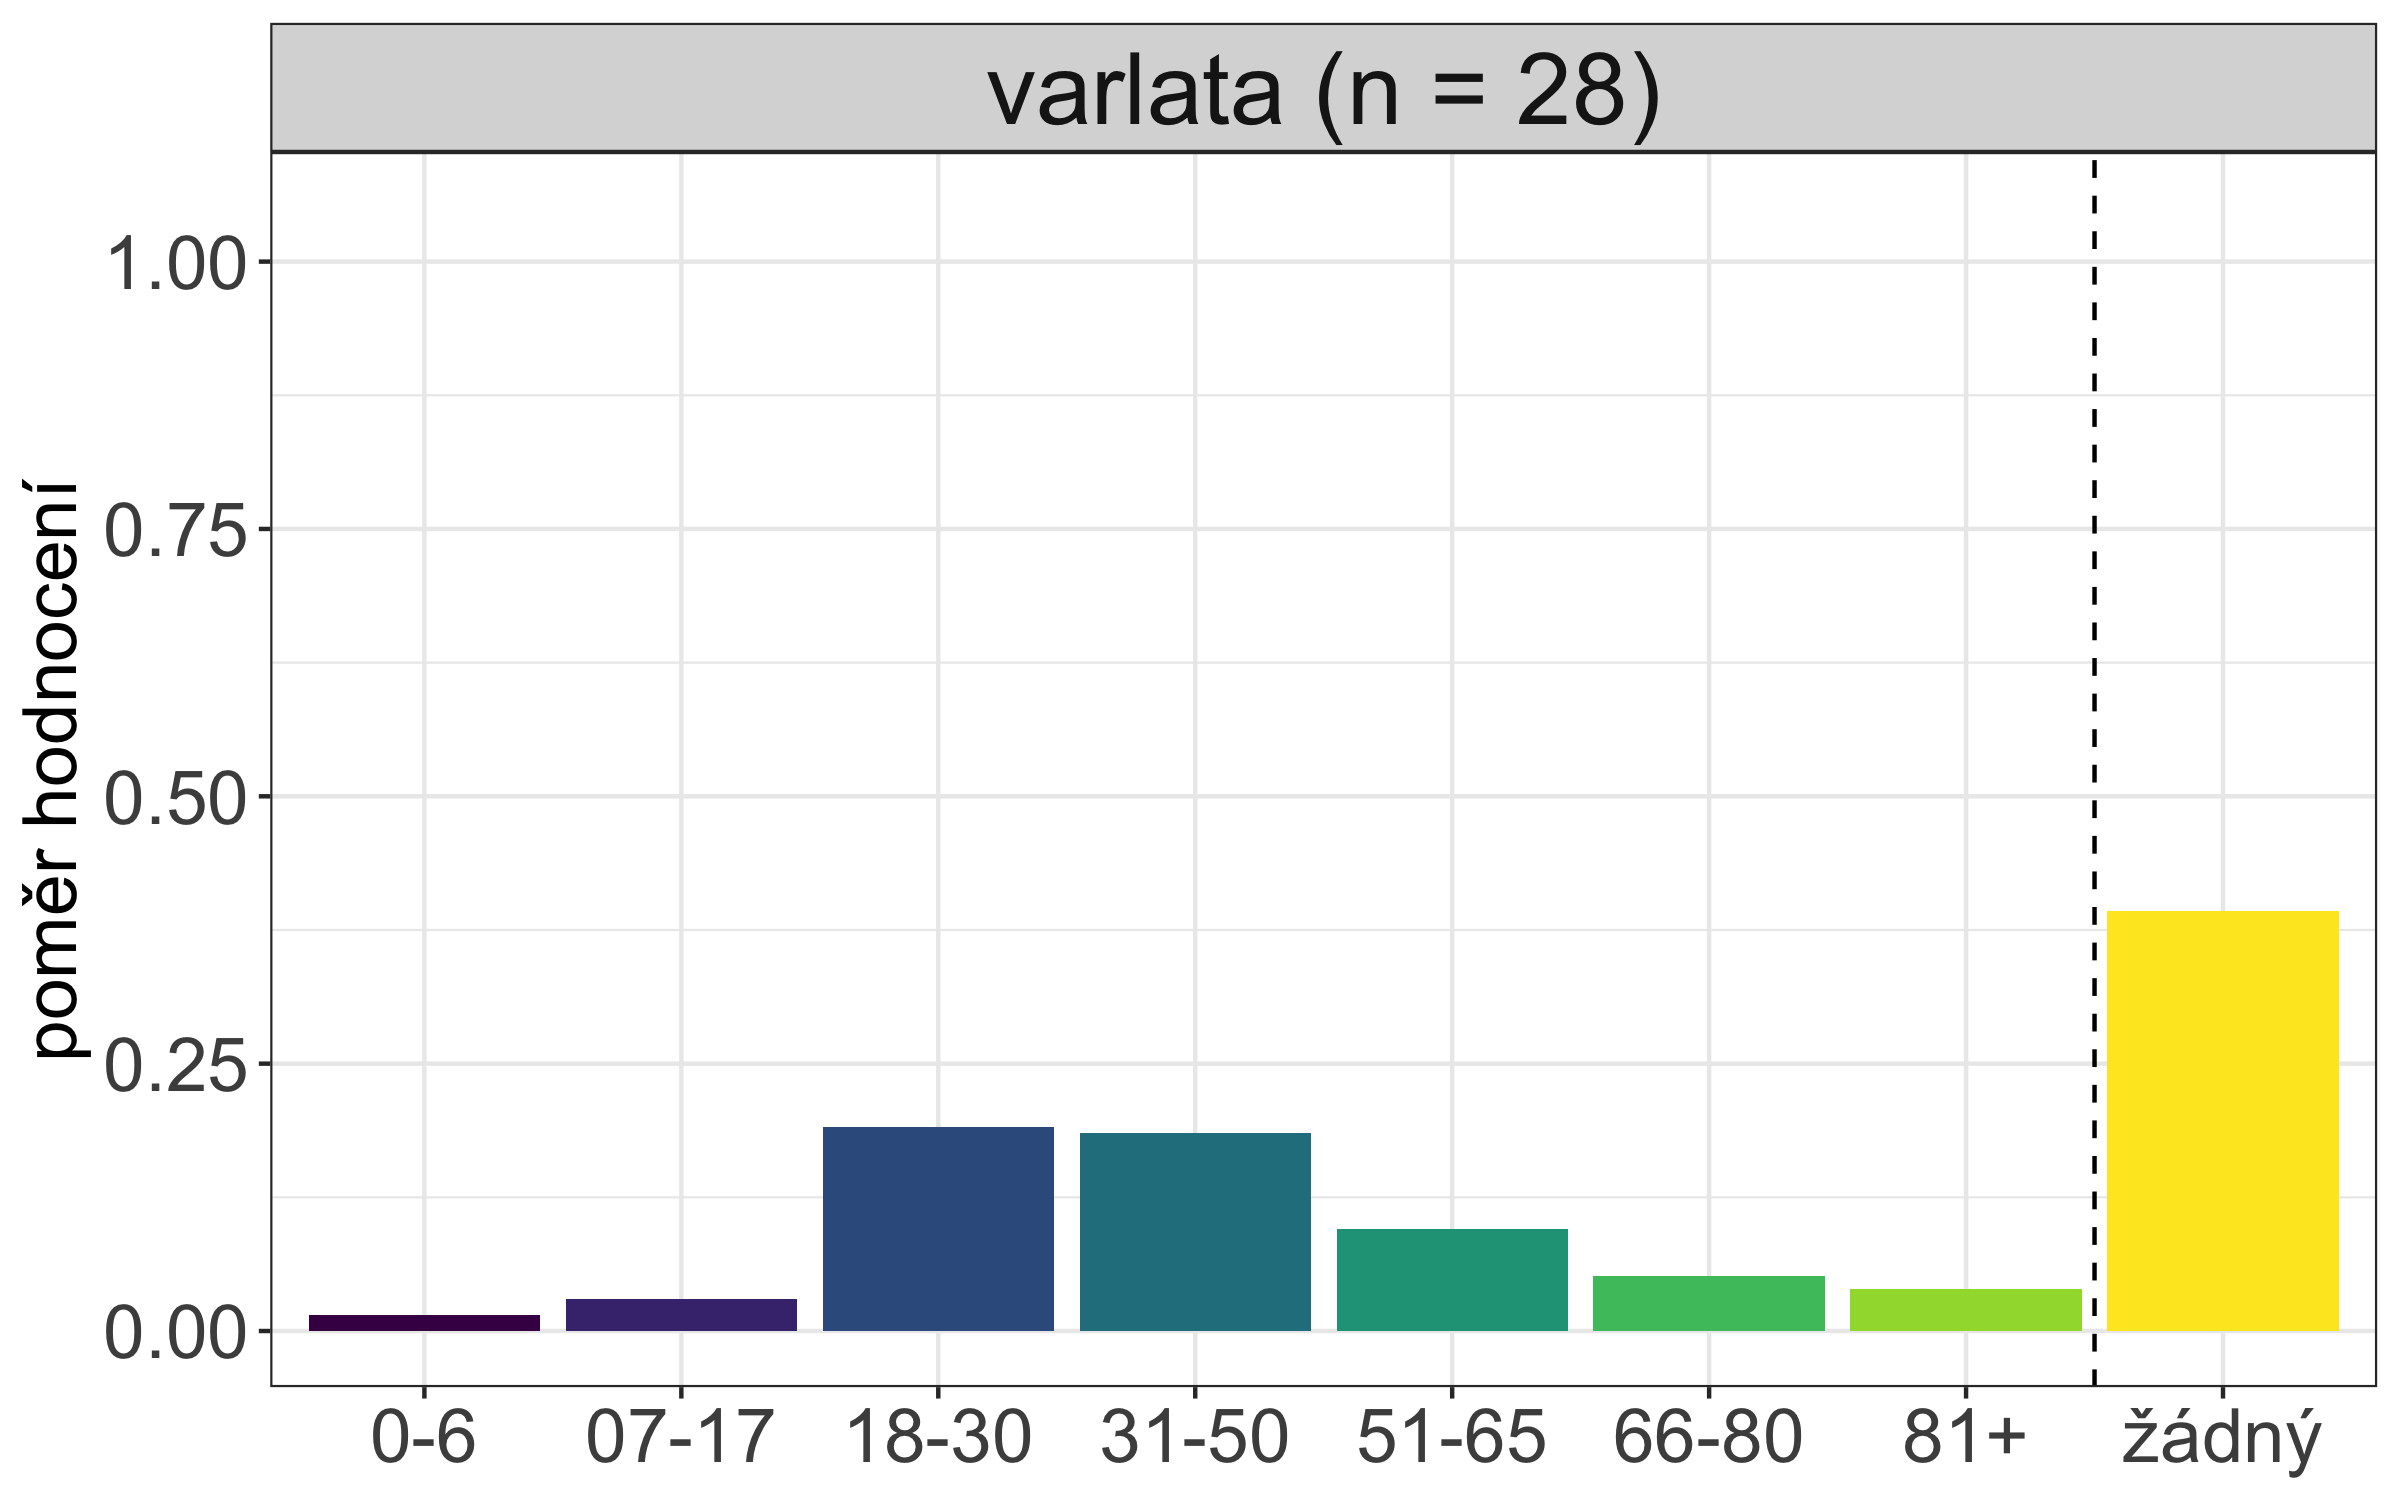 varlata (n = 28)
poměr hodnocení
1.00
0.75
0.50
0.25
0.00
0-6 07-17 18-30 31-50 51-65 66-80 81+ žádný